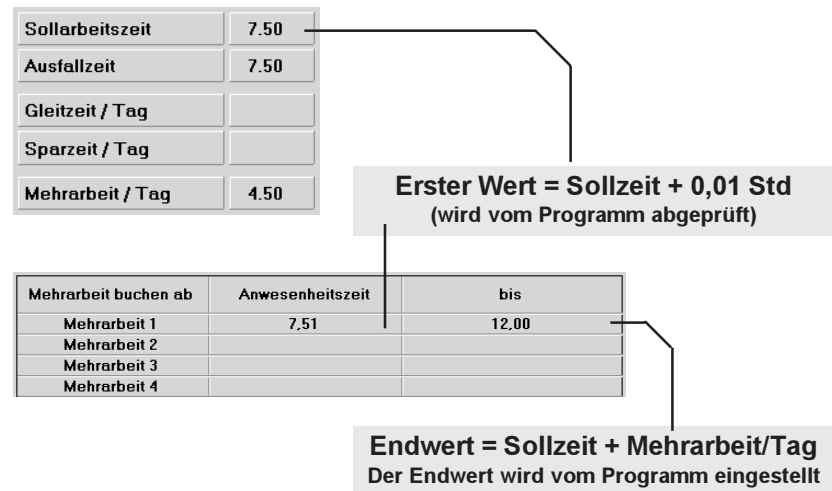 Sollarbeitszeit 7.50
Ausfallzeit 7.50
Gleitzeit / Tag
Sparzeit / Tag
Mehrarbeit / Tag 4.50
Erster Wert = Sollzeit + 0,01 Std
(wird vom Programm abgeprüft)
Mehrarbeit buchen ab Anwesenheitszeit bis
Mehrarbeit 1 7,51 12,00
Mehrarbeit 2
Mehrarbeit 3
Mehrarbeit 4
Endwert = Sollzeit + Mehrarbeit/Tag
Der Endwert wird vom Programm eingestellt